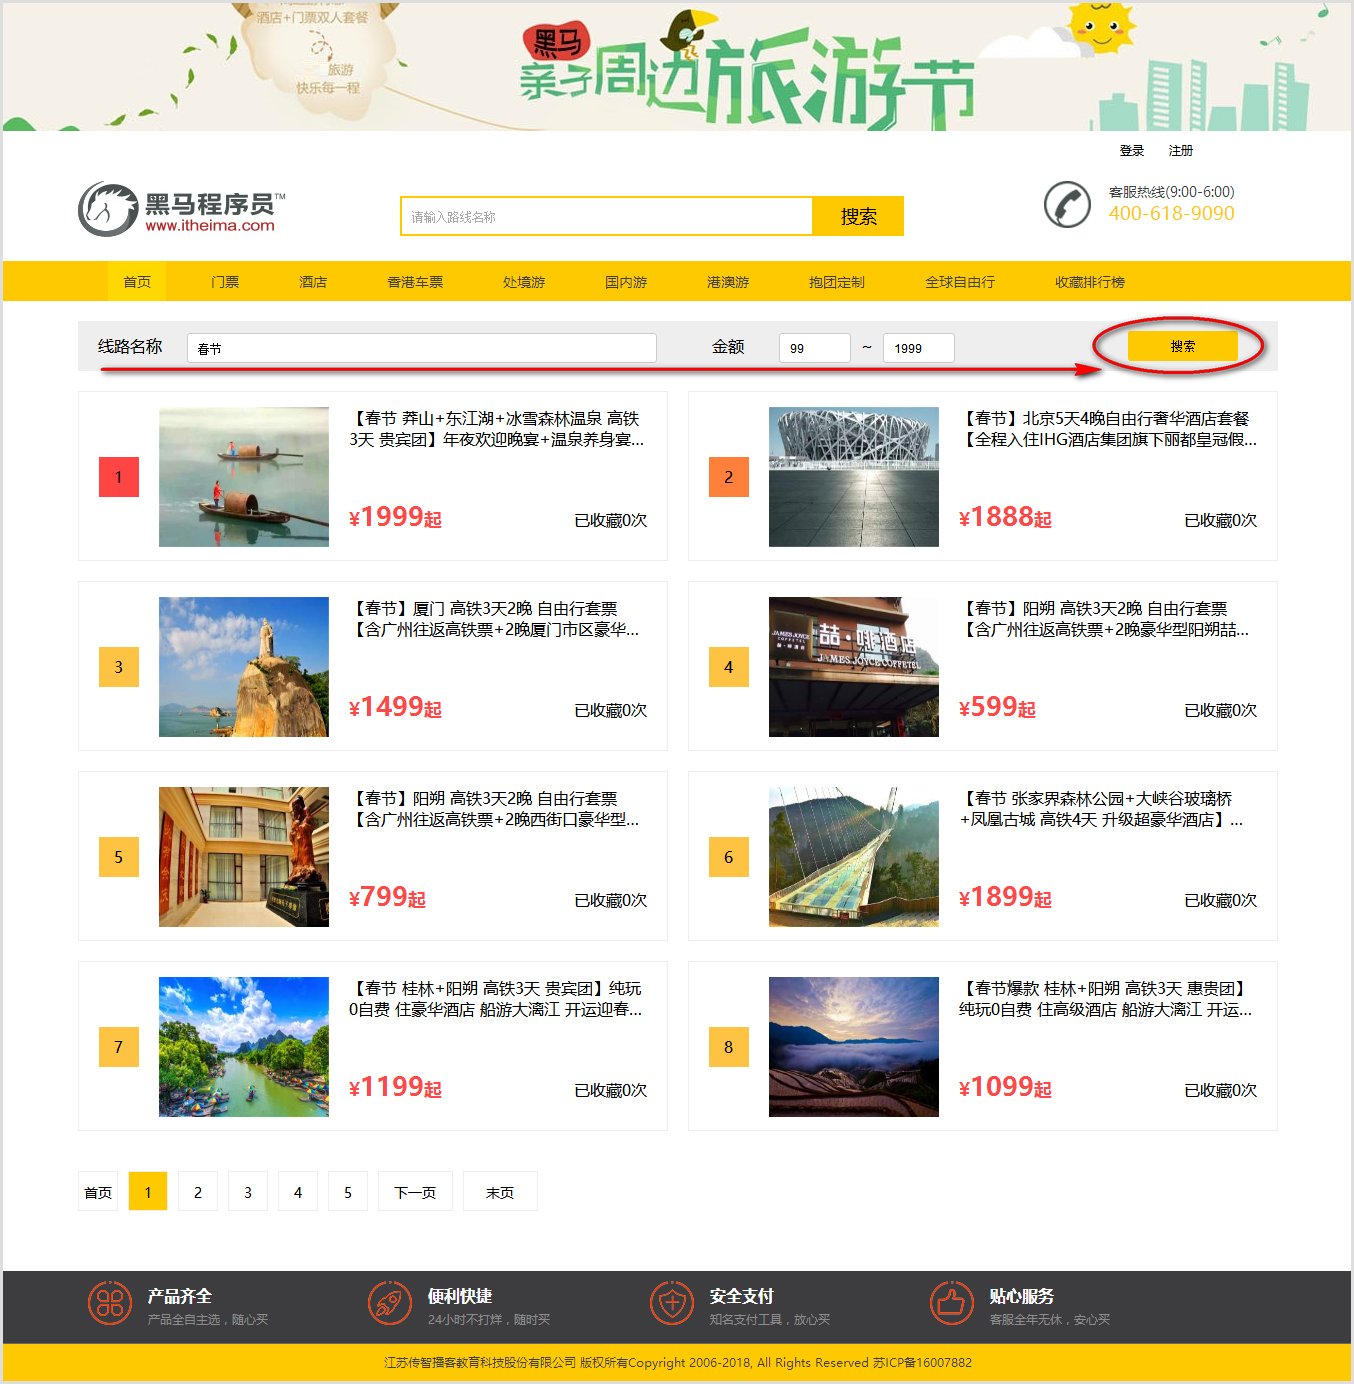 酒店+门票双人套餐
旅游
快乐每一程
黑马
亲子周边旅游节
登录 注册
黑马程序员TM
www.itheima.com
请输入路线名称 搜索
客服热线(9:00-6:00)
400-618-9090
首页 门票 酒店 香港车票 处境游 国内游 港澳游 抱团定制 全球自由行 收藏排行榜
线路名称 春节 金额 99 ~ 1999 搜索
1
【春节 莽山+东江湖+冰雪森林温泉 高铁
3天 贵宾团】年夜欢迎晚宴+温泉养身宴...
¥1999起 已收藏0次
2
【春节】北京5天4晚自由行奢华酒店套餐
【全程入住IHG酒店集团旗下丽都皇冠假...
¥1888起 已收藏0次
3
【春节】厦门 高铁3天2晚 自由行套票
【含广州往返高铁票+2晚厦门市区豪华...
¥1499起 已收藏0次
4
JAMES JOYCE
COFFETEL
喆·啡酒店
JAMES JOYCE COFFETEL
【春节】阳朔 高铁3天2晚 自由行套票
【含广州往返高铁票+2晚豪华型阳朔喆...
¥599起 已收藏0次
5
【春节】阳朔 高铁3天2晚 自由行套票
【含广州往返高铁票+2晚西街口豪华型...
¥799起 已收藏0次
6
【春节 张家界森林公园+大峡谷玻璃桥
+凤凰古城 高铁4天 升级超豪华酒店】...
¥1899起 已收藏0次
7
【春节 桂林+阳朔 高铁3天 贵宾团】纯玩
0自费 住豪华酒店 船游大漓江 开运迎春...
¥1199起 已收藏0次
8
【春节爆款 桂林+阳朔 高铁3天 惠贵团】
纯玩0自费 住高级酒店 船游大漓江 开运...
¥1099起 已收藏0次
首页 1 2 3 4 5 下一页 末页
产品齐全
产品全自主选，随心买
便利快捷
24小时不打烊，随时买
安全支付
知名支付工具，放心买
贴心服务
客服全年无休，安心买
江苏传智播客教育科技股份有限公司 版权所有Copyright 2006-2018, All Rights Reserved 苏ICP备16007882